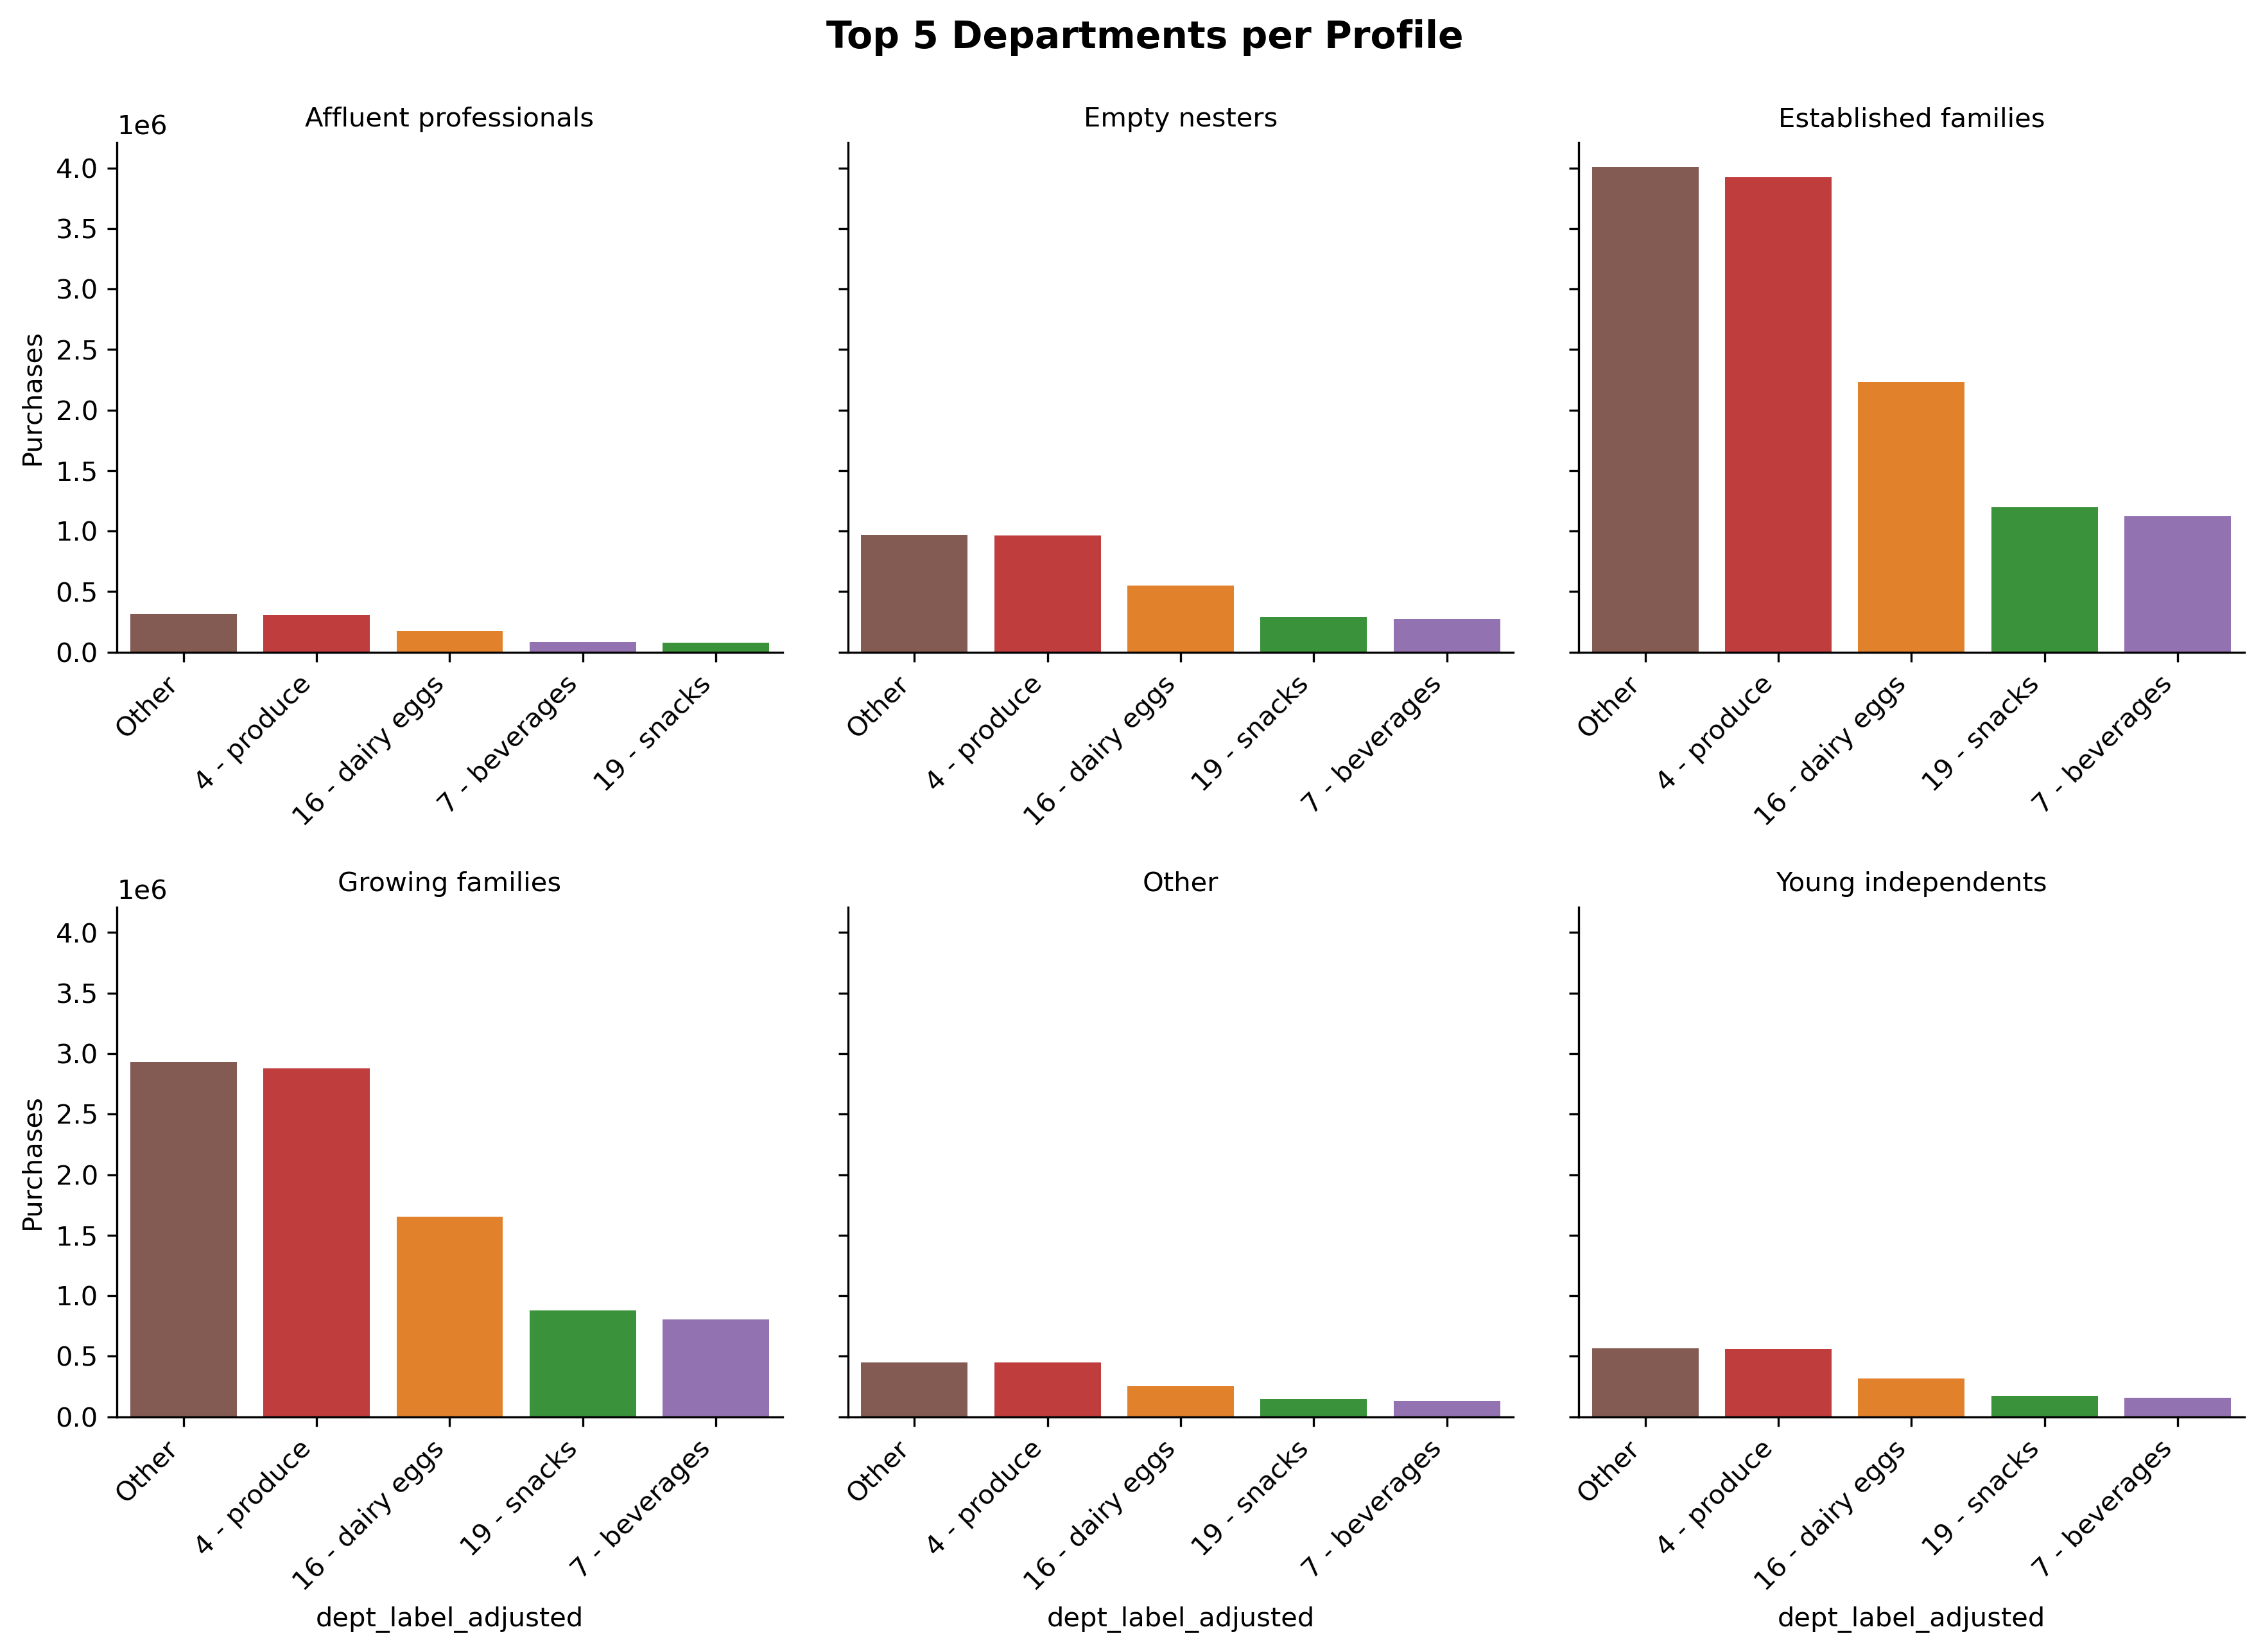 Top 5 Departments per Profile
Affluent professionals
Empty nesters
Established families
1e6
4.0
3.5
3.0
2.5
2.0
1.5
1.0
0.5
0.0
Purchases
Other
4 - produce
16 - dairy eggs
7 - beverages
19 - snacks
Other
4 - produce
16 - dairy eggs
19 - snacks
7 - beverages
Other
4 - produce
16 - dairy eggs
19 - snacks
7 - beverages
Growing families
Other
Young independents
1e6
4.0
3.5
3.0
2.5
2.0
1.5
1.0
0.5
0.0
Purchases
Other
4 - produce
16 - dairy eggs
19 - snacks
7 - beverages
Other
4 - produce
16 - dairy eggs
19 - snacks
7 - beverages
Other
4 - produce
16 - dairy eggs
19 - snacks
7 - beverages
dept_label_adjusted
dept_label_adjusted
dept_label_adjusted